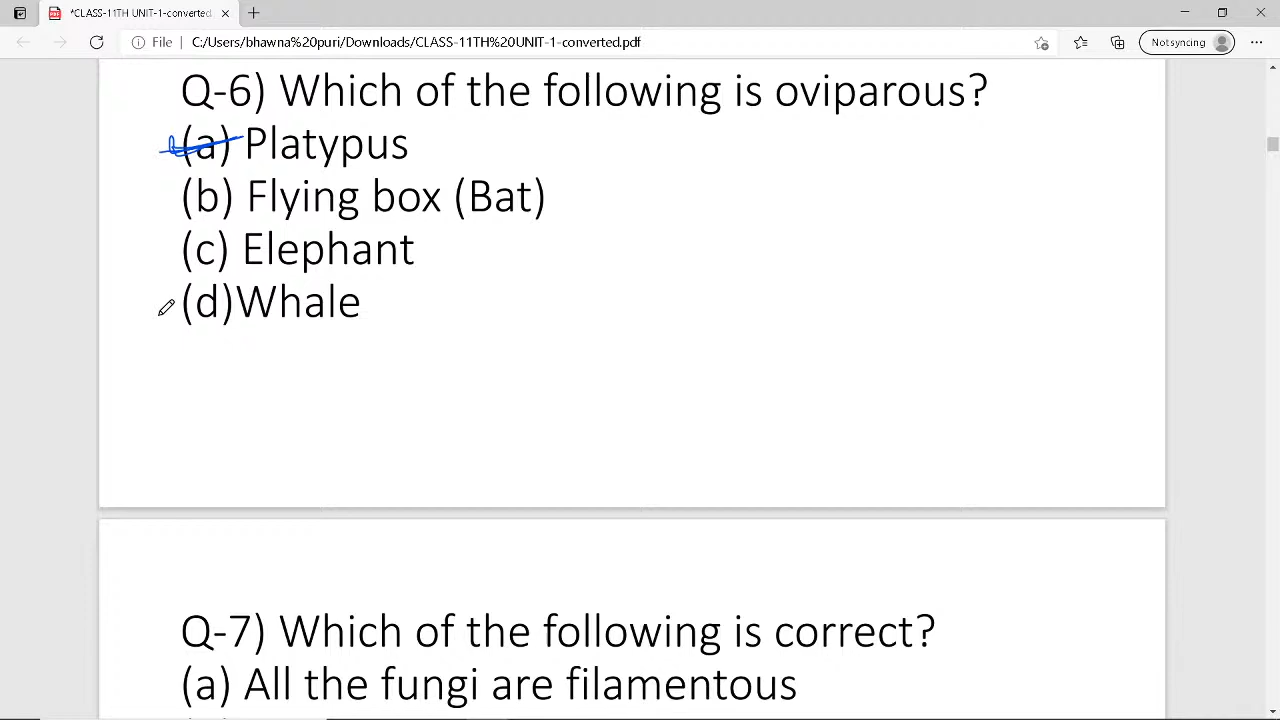 *CLASS-11TH UNIT-1-converted
File | C:/Users/bhawna%20puri/Downloads/CLASS-11TH%20UNIT-1-converted.pdf
Not syncing
Q-6) Which of the following is oviparous?
(a) Platypus
(b) Flying box (Bat)
(c) Elephant
(d)Whale
Q-7) Which of the following is correct?
(a) All the fungi are filamentous